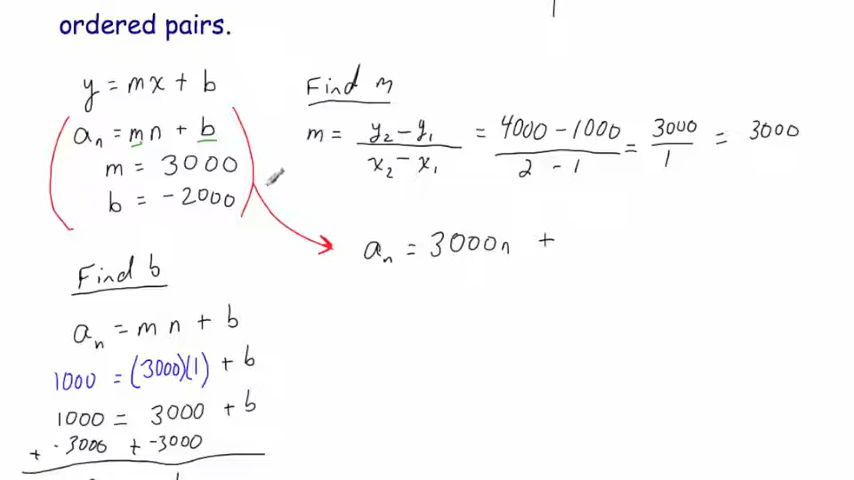 ordered pairs.
y = mx + b
aₙ = mn + b
m = 3000
b = -2000
Find m
m = (y₂ - y₁)/(x₂ - x₁) = (4000 - 1000)/(2 - 1) = 3000/1 = 3000
aₙ = 3000n +
Find b
aₙ = mn + b
1000 = (3000)(1) + b
1000 = 3000 + b
+ -3000 + -3000